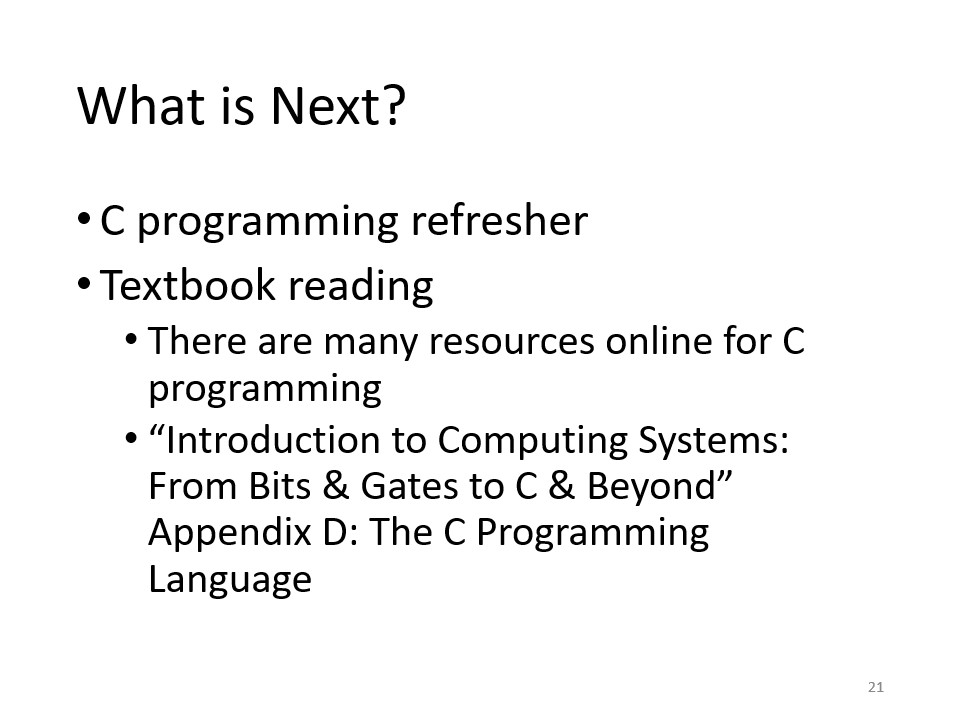 What is Next?
• C programming refresher
• Textbook reading
• There are many resources online for C
programming
• “Introduction to Computing Systems:
From Bits & Gates to C & Beyond”
Appendix D: The C Programming
Language
21